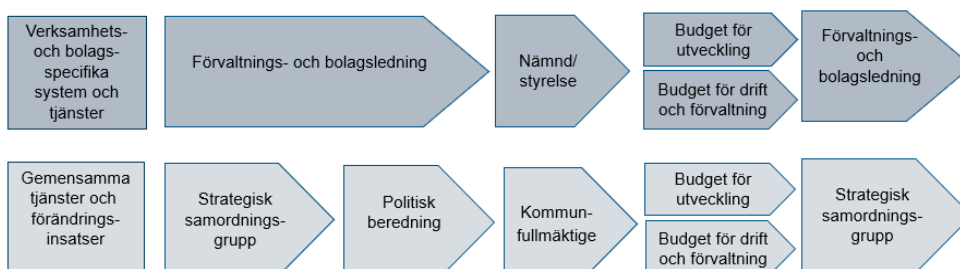 Verksamhets-
och bolags-
specifika
system och
tjänster
Förvaltnings- och bolagsledning
Nämnd/
styrelse
Budget för
utveckling
Budget för drift
och förvaltning
Förvaltnings-
och
bolagsledning
Gemensamma
tjänster och
förändrings-
insatser
Strategisk
samordnings-
grupp
Politisk
beredning
Kommun-
fullmäktige
Budget för
utveckling
Budget för drift
och förvaltning
Strategisk
samordnings-
grupp